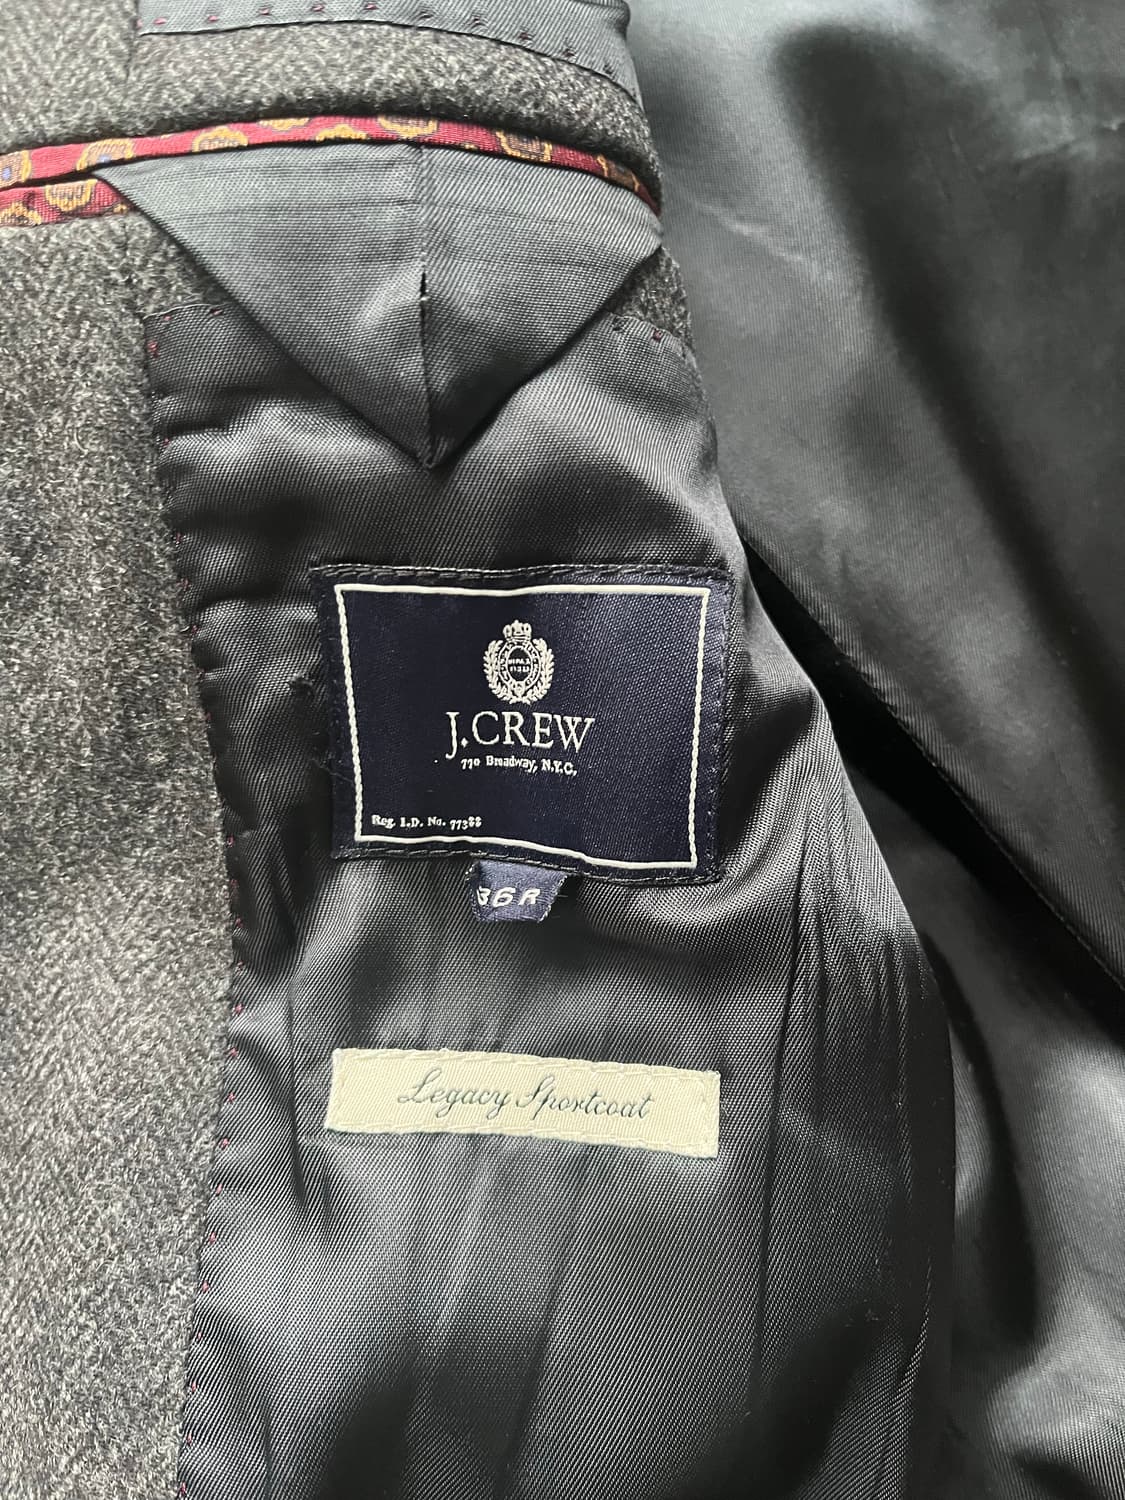 J.CREW
770 Broadway, N.Y.C.
Reg. I.D. No. 77388
36R
Legacy Sportcoat